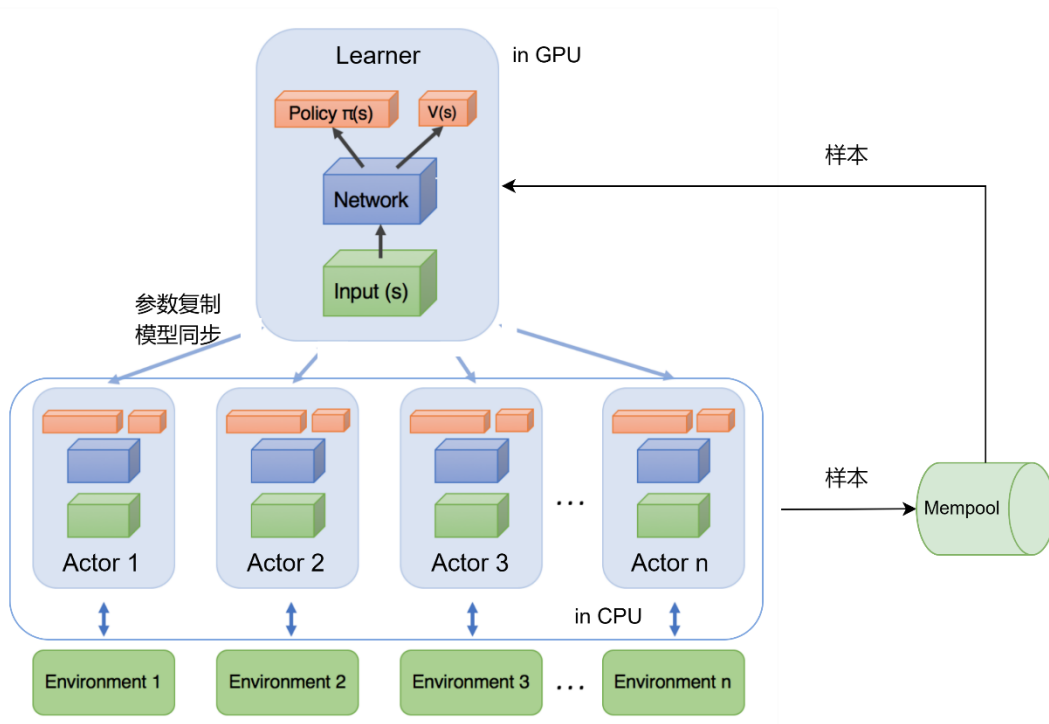 Learner
in GPU
Policy π(s)
V(s)
样本
Network
Input (s)
参数复制
模型同步
样本
Mempool
...
Actor 1
Actor 2
Actor 3
Actor n
in CPU
Environment 1
Environment 2
Environment 3
...
Environment n